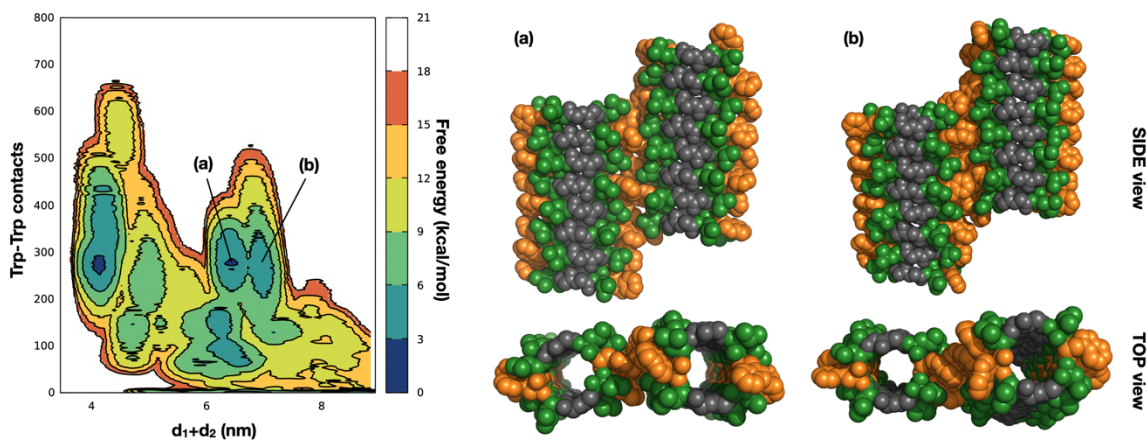 800
700
600
500
400
300
200
100
0
Trp-Trp contacts
4
6
8
d₁+d₂ (nm)
(a)
(b)
21
18
15
12
9
6
3
0
Free energy (kcal/mol)
(a)
(b)
SIDE view
TOP view